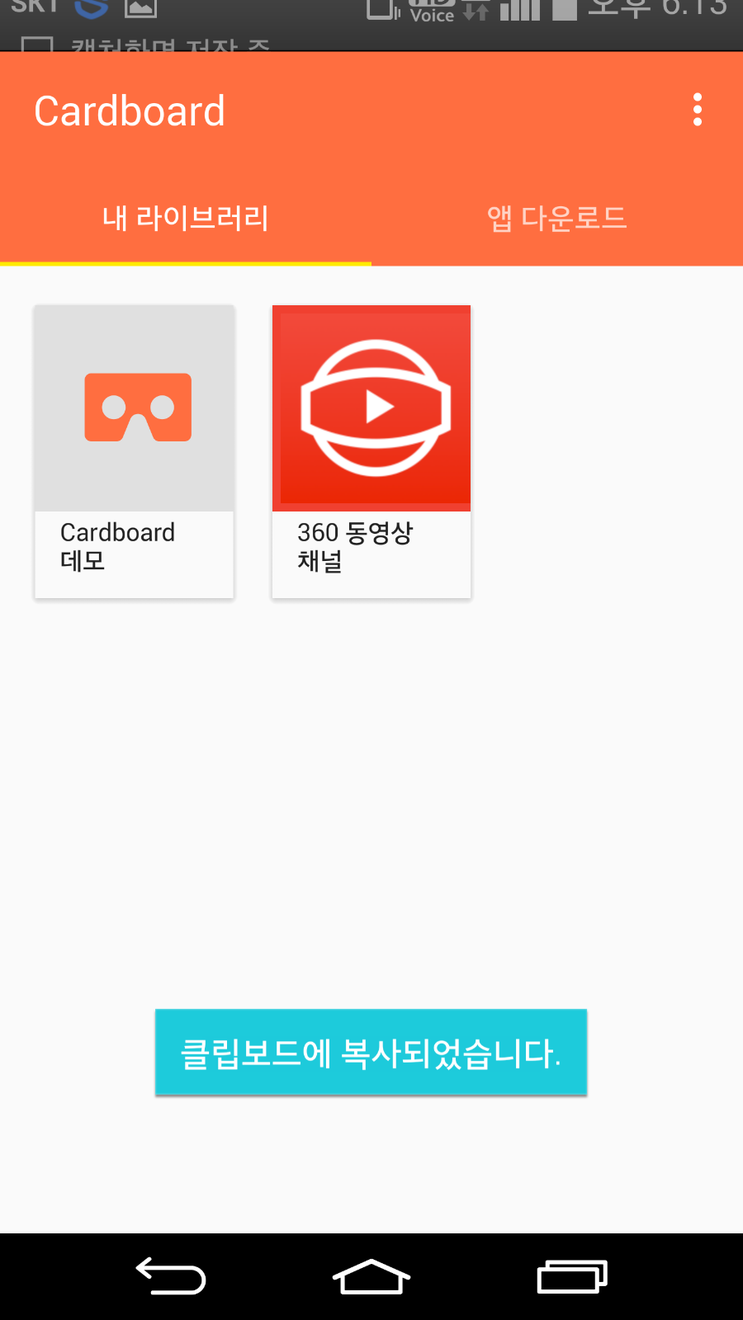 SKT
HD Voice
오후 6:13
캡처화면 저장 중
Cardboard
내 라이브러리
앱 다운로드
Cardboard
데모
360 동영상
채널
클립보드에 복사되었습니다.